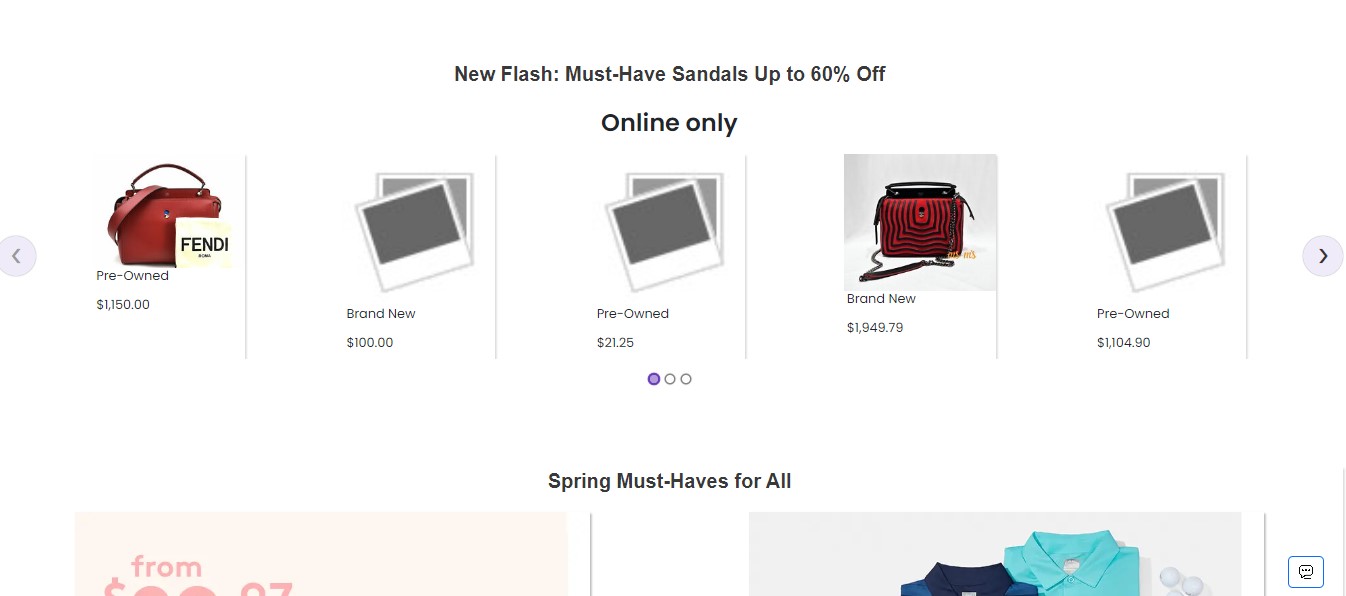 New Flash: Must-Have Sandals Up to 60% Off
Online only
FENDI
ROMA
Pre-Owned
$1,150.00
Brand New
$100.00
Pre-Owned
$21.25
Brand New
$1,949.79
Pre-Owned
$1,104.90
Spring Must-Haves for All
from